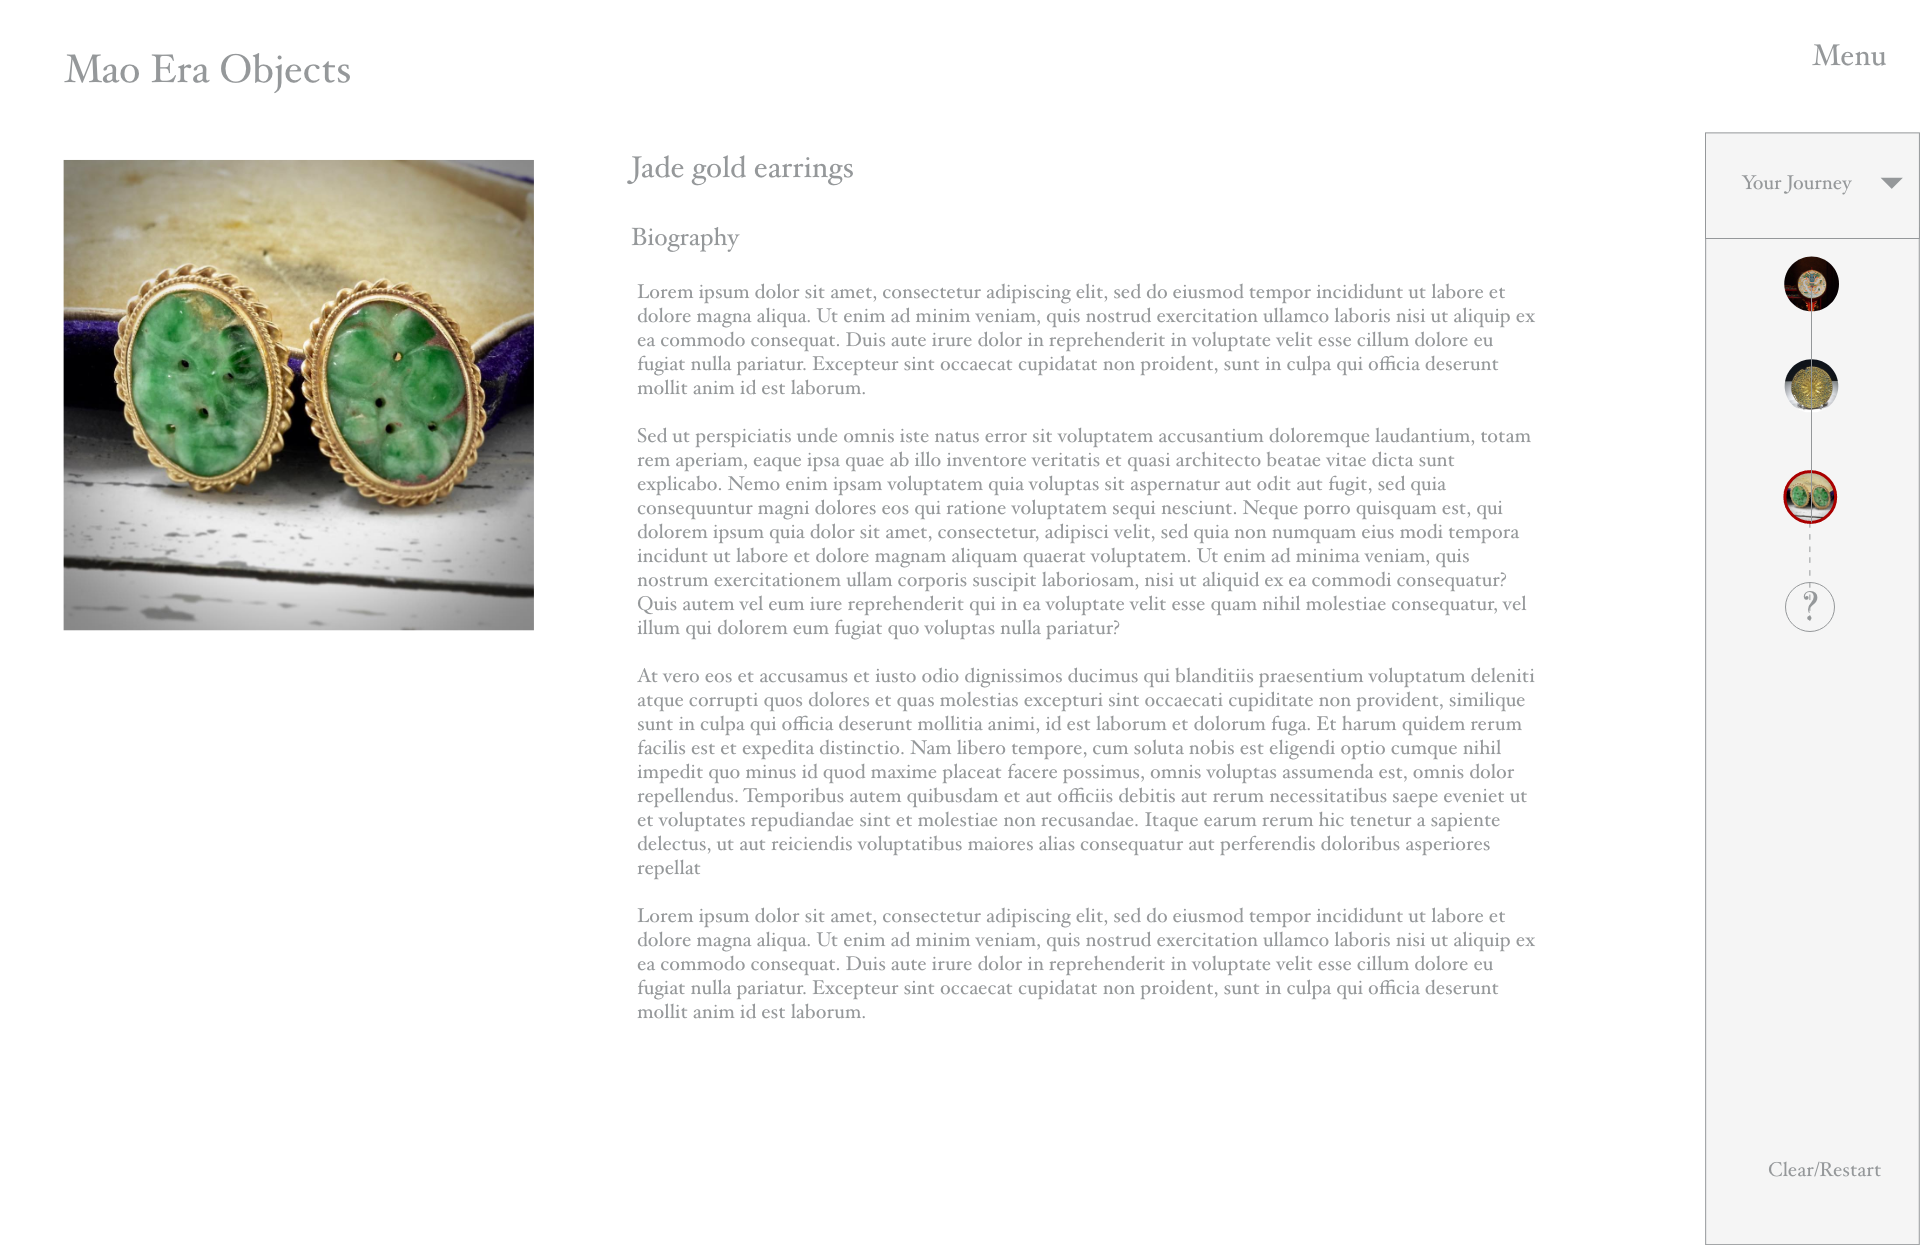 Mao Era Objects
Menu
Jade gold earrings
Biography
Lorem ipsum dolor sit amet, consectetur adipiscing elit, sed do eiusmod tempor incididunt ut labore et
dolore magna aliqua. Ut enim ad minim veniam, quis nostrud exercitation ullamco laboris nisi ut aliquip ex
ea commodo consequat. Duis aute irure dolor in reprehenderit in voluptate velit esse cillum dolore eu
fugiat nulla pariatur. Excepteur sint occaecat cupidatat non proident, sunt in culpa qui officia deserunt
mollit anim id est laborum.
Sed ut perspiciatis unde omnis iste natus error sit voluptatem accusantium doloremque laudantium, totam
rem aperiam, eaque ipsa quae ab illo inventore veritatis et quasi architecto beatae vitae dicta sunt
explicabo. Nemo enim ipsam voluptatem quia voluptas sit aspernatur aut odit aut fugit, sed quia
consequuntur magni dolores eos qui ratione voluptatem sequi nesciunt. Neque porro quisquam est, qui
dolorem ipsum quia dolor sit amet, consectetur, adipisci velit, sed quia non numquam eius modi tempora
incidunt ut labore et dolore magnam aliquam quaerat voluptatem. Ut enim ad minima veniam, quis
nostrum exercitationem ullam corporis suscipit laboriosam, nisi ut aliquid ex ea commodi consequatur?
Quis autem vel eum iure reprehenderit qui in ea voluptate velit esse quam nihil molestiae consequatur, vel
illum qui dolorem eum fugiat quo voluptas nulla pariatur?
At vero eos et accusamus et iusto odio dignissimos ducimus qui blanditiis praesentium voluptatum deleniti
atque corrupti quos dolores et quas molestias excepturi sint occaecati cupiditate non provident, similique
sunt in culpa qui officia deserunt mollitia animi, id est laborum et dolorum fuga. Et harum quidem rerum
facilis est et expedita distinctio. Nam libero tempore, cum soluta nobis est eligendi optio cumque nihil
impedit quo minus id quod maxime placeat facere possimus, omnis voluptas assumenda est, omnis dolor
repellendus. Temporibus autem quibusdam et aut officiis debitis aut rerum necessitatibus saepe eveniet ut
et voluptates repudiandae sint et molestiae non recusandae. Itaque earum rerum hic tenetur a sapiente
delectus, ut aut reiciendis voluptatibus maiores alias consequatur aut perferendis doloribus asperiores
repellat
Lorem ipsum dolor sit amet, consectetur adipiscing elit, sed do eiusmod tempor incididunt ut labore et
dolore magna aliqua. Ut enim ad minim veniam, quis nostrud exercitation ullamco laboris nisi ut aliquip ex
ea commodo consequat. Duis aute irure dolor in reprehenderit in voluptate velit esse cillum dolore eu
fugiat nulla pariatur. Excepteur sint occaecat cupidatat non proident, sunt in culpa qui officia deserunt
mollit anim id est laborum.
Your Journey
?
Clear/Restart